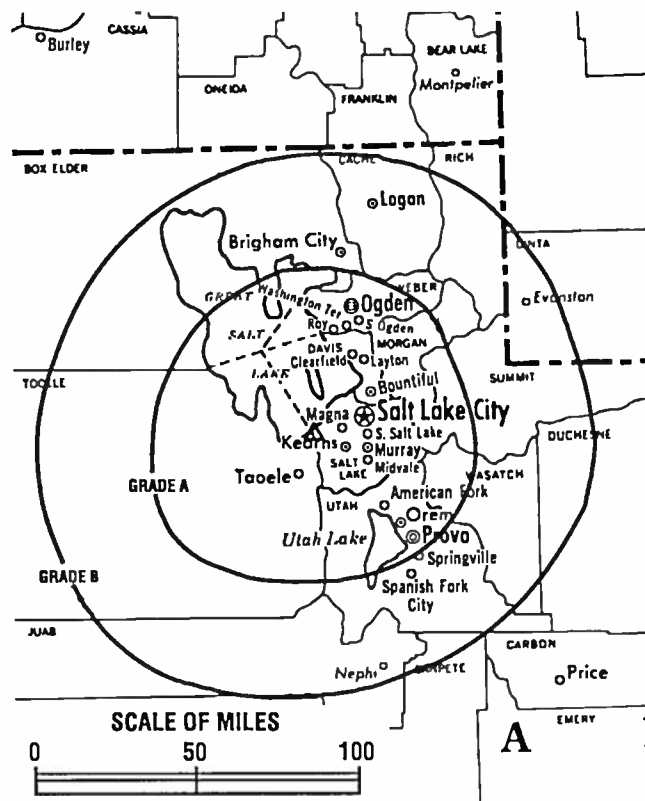 CASSIA
Burley
BEAR LAKE
Montpelier
ONEIDA
FRANKLIN
BOX ELDER
CACHE
RICH
Logan
UINTA
Brigham City
GREAT
Washington Ter
WEBER
Ogden
Evanston
Roy
S. Ogden
SALT
DAVIS
MORGAN
Clearfield
Layton
LAKE
TOOELE
SUMMIT
Bountiful
Salt Lake City
Magna
S. Salt Lake
DUCHESNE
Kearns
Murray
SALT
LAKE
Midvale
WASATCH
Taoele
GRADE A
American Fork
UTAH
Orem
Utah Lake
Provo
Springville
GRADE B
Spanish Fork
City
JUAB
CARBON
Nephi
SANPETE
Price
EMERY
SCALE OF MILES
A
0 50 100